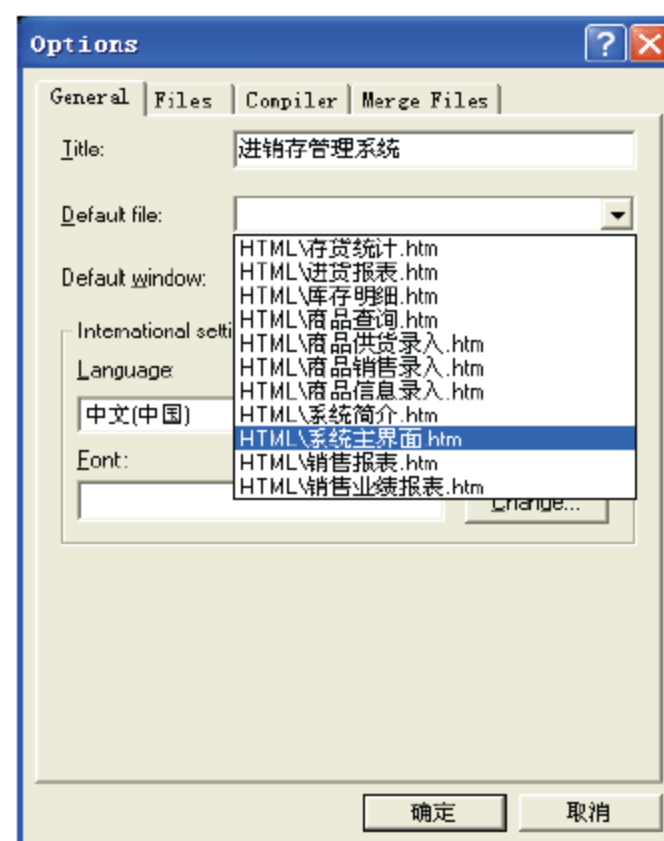 Options
General Files Compiler Merge Files
Title: 进销存管理系统
Default file:
HTML\存货统计.htm
HTML\进货报表.htm
Default window:
HTML\库存明细.htm
HTML\商品查询.htm
International setti
HTML\商品供货录入.htm
HTML\商品销售录入.htm
Language:
HTML\商品信息录入.htm
中文(中国)
HTML\系统简介.htm
HTML\系统主界面.htm
Font:
HTML\销售报表.htm
HTML\销售业绩报表.htm
Change...
确定 取消